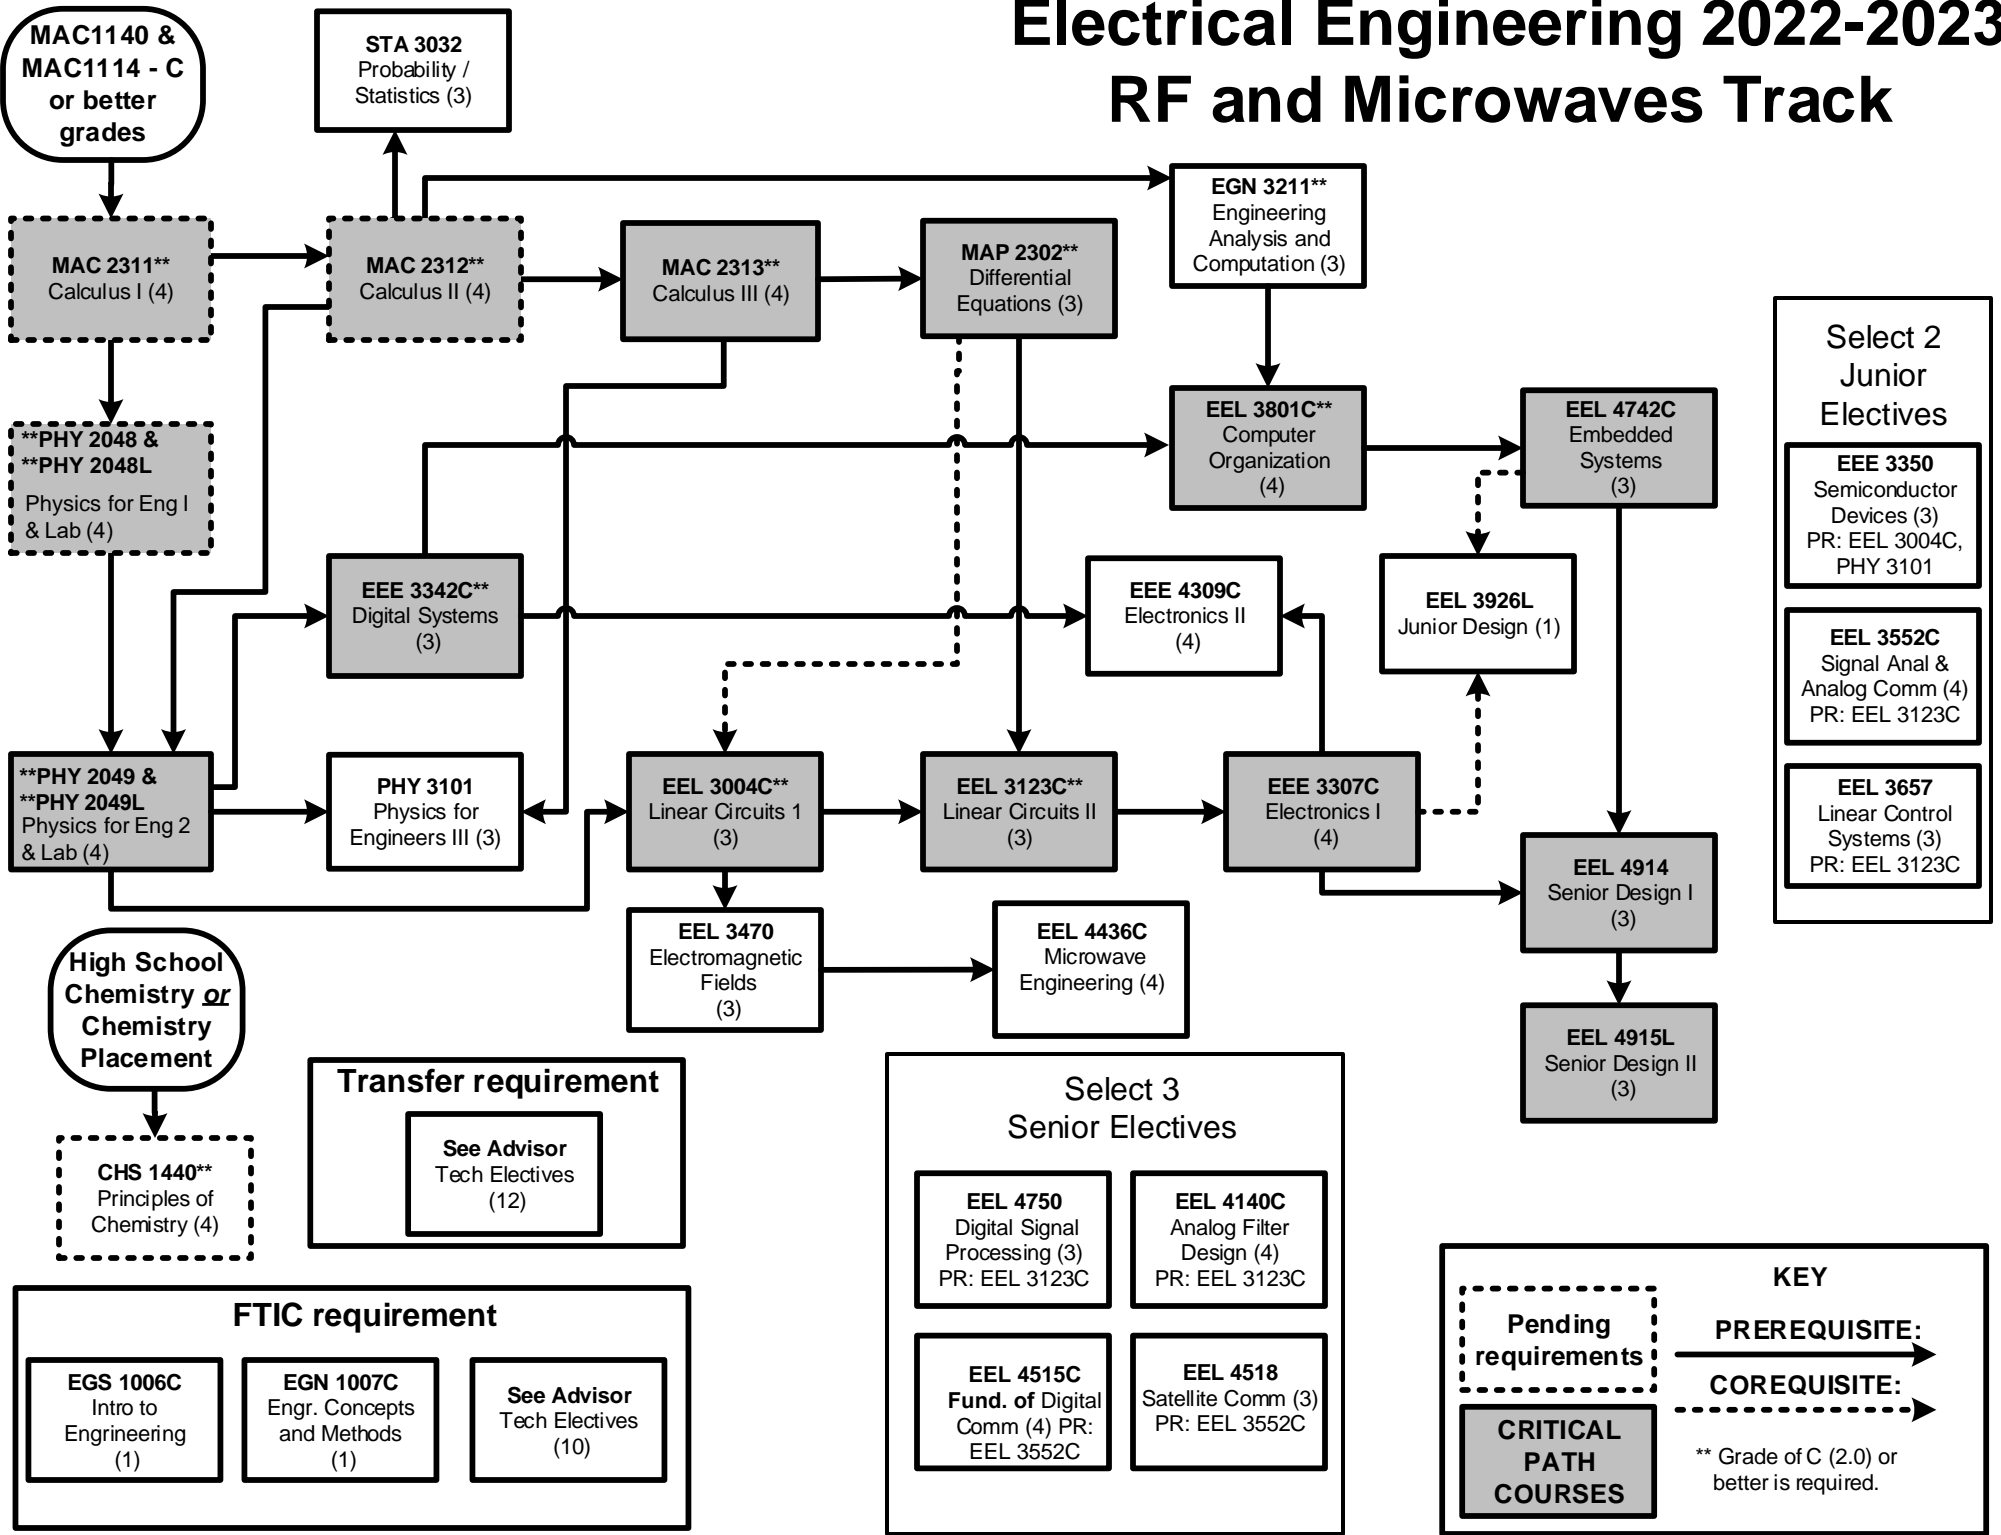 Electrical Engineering 2022-2023
RF and Microwaves Track
MAC1140 &
MAC1114 - C
or better
grades
STA 3032
Probability /
Statistics (3)
EGN 3211**
Engineering
Analysis and
Computation (3)
MAC 2311**
Calculus I (4)
MAC 2312**
Calculus II (4)
MAC 2313**
Calculus III (4)
MAP 2302**
Differential
Equations (3)
**PHY 2048 &
**PHY 2048L
Physics for Eng I
& Lab (4)
EEL 3801C**
Computer
Organization
(4)
EEL 4742C
Embedded
Systems
(3)
EEE 3342C**
Digital Systems
(3)
EEE 4309C
Electronics II
(4)
EEL 3926L
Junior Design (1)
**PHY 2049 &
**PHY 2049L
Physics for Eng 2
& Lab (4)
PHY 3101
Physics for
Engineers III (3)
EEL 3004C**
Linear Circuits 1
(3)
EEL 3123C**
Linear Circuits II
(3)
EEE 3307C
Electronics I
(4)
EEL 4914
Senior Design I
(3)
EEL 3470
Electromagnetic
Fields
(3)
EEL 4436C
Microwave
Engineering (4)
EEL 4915L
Senior Design II
(3)
Select 2
Junior
Electives
EEE 3350
Semiconductor
Devices (3)
PR: EEL 3004C,
PHY 3101
EEL 3552C
Signal Anal &
Analog Comm (4)
PR: EEL 3123C
EEL 3657
Linear Control
Systems (3)
PR: EEL 3123C
High School
Chemistry or
Chemistry
Placement
CHS 1440**
Principles of
Chemistry (4)
Transfer requirement
See Advisor
Tech Electives
(12)
FTIC requirement
EGS 1006C
Intro to
Engrineering
(1)
EGN 1007C
Engr. Concepts
and Methods
(1)
See Advisor
Tech Electives
(10)
Select 3
Senior Electives
EEL 4750
Digital Signal
Processing (3)
PR: EEL 3123C
EEL 4140C
Analog Filter
Design (4)
PR: EEL 3123C
EEL 4515C
Fund. of Digital
Comm (4) PR:
EEL 3552C
EEL 4518
Satellite Comm (3)
PR: EEL 3552C
KEY
Pending
requirements
PREREQUISITE:
COREQUISITE:
CRITICAL
PATH
COURSES
** Grade of C (2.0) or
better is required.